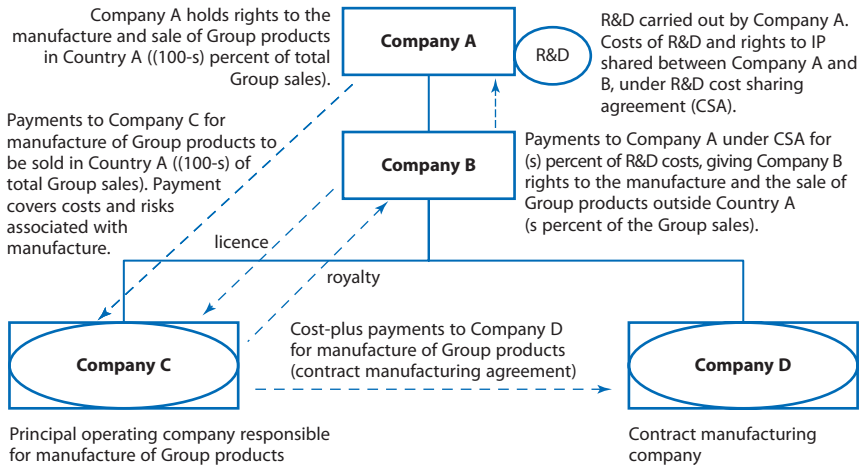 Company A holds rights to the
manufacture and sale of Group products
in Country A ((100-s) percent of total
Group sales).
Company A
R&D
R&D carried out by Company A.
Costs of R&D and rights to IP
shared between Company A and
B, under R&D cost sharing
agreement (CSA).
Payments to Company C for
manufacture of Group products to
be sold in Country A ((100-s) of
total Group sales). Payment
covers costs and risks
associated with
manufacture.
Company B
Payments to Company A under CSA for
(s) percent of R&D costs, giving Company B
rights to the manufacture and the sale of
Group products outside Country A
(s percent of the Group sales).
licence
royalty
Company C
Cost-plus payments to Company D
for manufacture of Group products
(contract manufacturing agreement)
Company D
Principal operating company responsible
for manufacture of Group products
Contract manufacturing
company